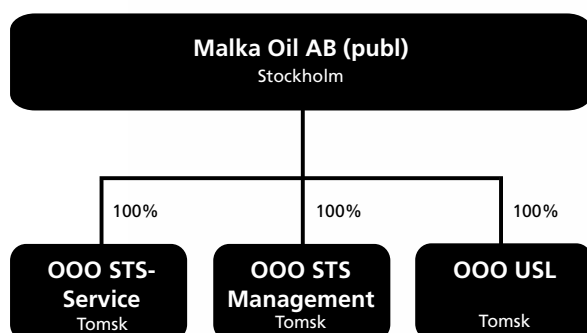 Malka Oil AB (publ)
Stockholm
100%
100%
100%
OOO STS-
Service
Tomsk
OOO STS
Management
Tomsk
OOO USL
Tomsk